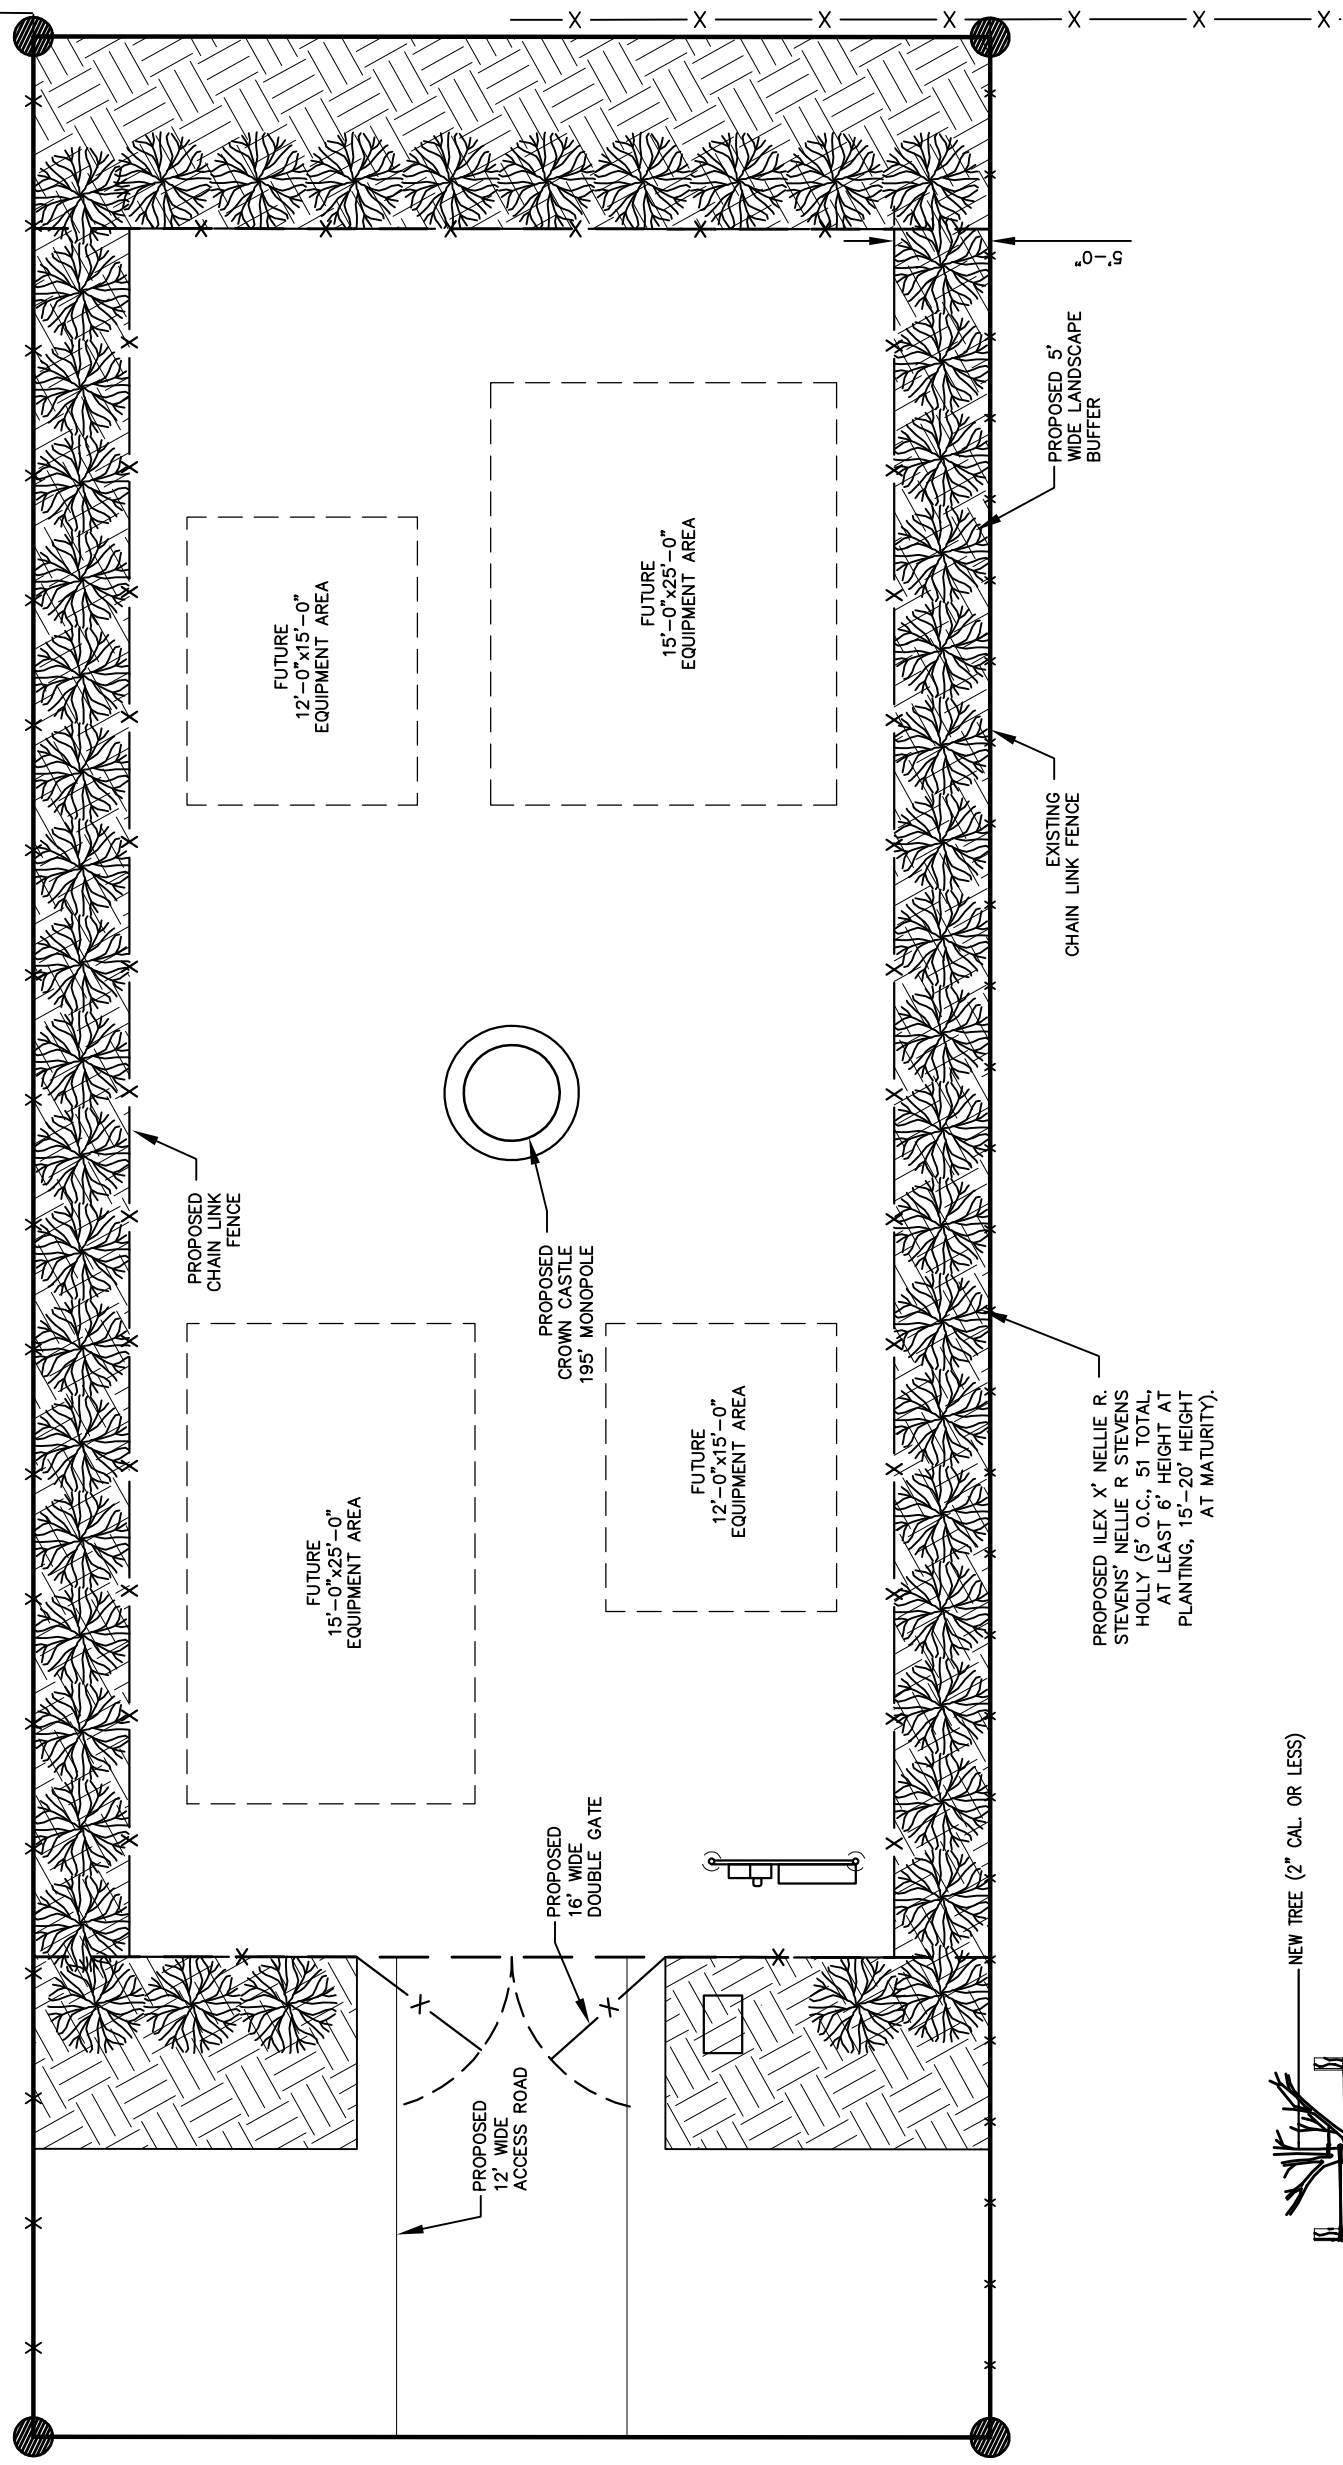 5'-0"
PROPOSED 5'
WIDE LANDSCAPE
BUFFER
FUTURE
12'-0"x15'-0"
EQUIPMENT AREA
FUTURE
15'-0"x25'-0"
EQUIPMENT AREA
EXISTING
CHAIN LINK FENCE
PROPOSED
CHAIN LINK
FENCE
PROPOSED
CROWN CASTLE
195' MONOPOLE
FUTURE
15'-0"x25'-0"
EQUIPMENT AREA
FUTURE
12'-0"x15'-0"
EQUIPMENT AREA
PROPOSED ILEX X' NELLIE R.
STEVENS' NELLIE R STEVENS
HOLLY (5' O.C., 51 TOTAL,
AT LEAST 6' HEIGHT AT
PLANTING, 15'-20' HEIGHT
AT MATURITY).
PROPOSED
16' WIDE
DOUBLE GATE
PROPOSED
12' WIDE
ACCESS ROAD
NEW TREE (2" CAL. OR LESS)